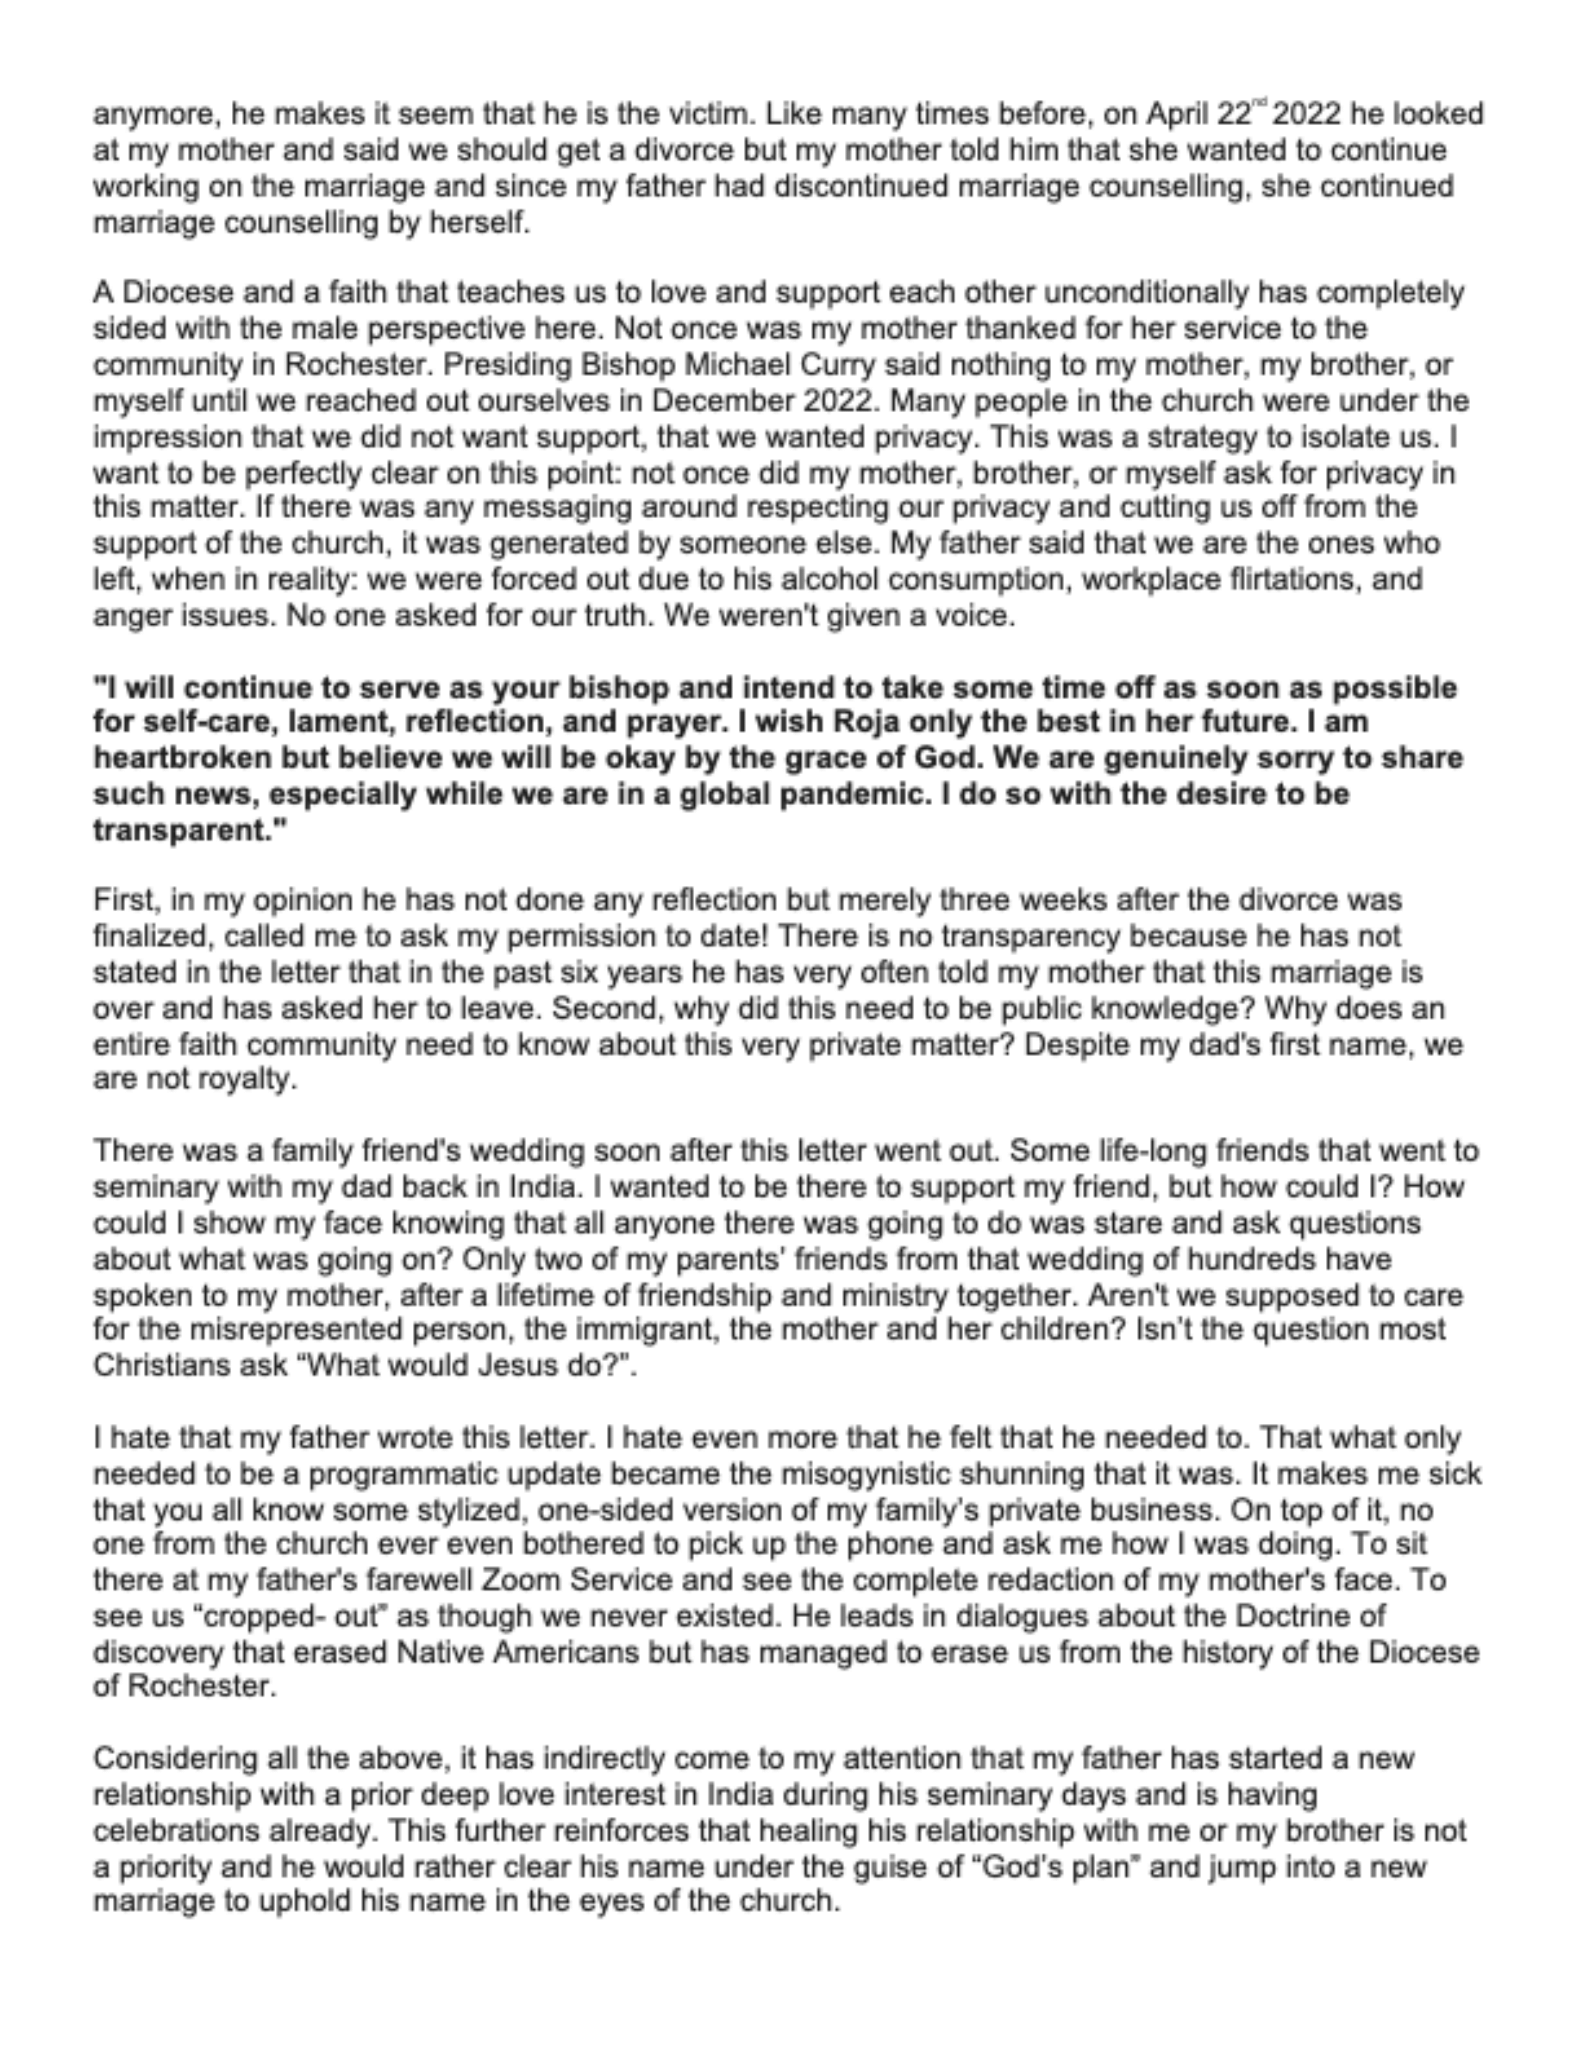 anymore, he makes it seem that he is the victim. Like many times before, on April 22nd 2022 he looked
at my mother and said we should get a divorce but my mother told him that she wanted to continue
working on the marriage and since my father had discontinued marriage counselling, she continued
marriage counselling by herself.
A Diocese and a faith that teaches us to love and support each other unconditionally has completely
sided with the male perspective here. Not once was my mother thanked for her service to the
community in Rochester. Presiding Bishop Michael Curry said nothing to my mother, my brother, or
myself until we reached out ourselves in December 2022. Many people in the church were under the
impression that we did not want support, that we wanted privacy. This was a strategy to isolate us. I
want to be perfectly clear on this point: not once did my mother, brother, or myself ask for privacy in
this matter. If there was any messaging around respecting our privacy and cutting us off from the
support of the church, it was generated by someone else. My father said that we are the ones who
left, when in reality: we were forced out due to his alcohol consumption, workplace flirtations, and
anger issues. No one asked for our truth. We weren't given a voice.
"I will continue to serve as your bishop and intend to take some time off as soon as possible
for self-care, lament, reflection, and prayer. I wish Roja only the best in her future. I am
heartbroken but believe we will be okay by the grace of God. We are genuinely sorry to share
such news, especially while we are in a global pandemic. I do so with the desire to be
transparent."
First, in my opinion he has not done any reflection but merely three weeks after the divorce was
finalized, called me to ask my permission to date! There is no transparency because he has not
stated in the letter that in the past six years he has very often told my mother that this marriage is
over and has asked her to leave. Second, why did this need to be public knowledge? Why does an
entire faith community need to know about this very private matter? Despite my dad's first name, we
are not royalty.
There was a family friend's wedding soon after this letter went out. Some life-long friends that went to
seminary with my dad back in India. I wanted to be there to support my friend, but how could I? How
could I show my face knowing that all anyone there was going to do was stare and ask questions
about what was going on? Only two of my parents' friends from that wedding of hundreds have
spoken to my mother, after a lifetime of friendship and ministry together. Aren't we supposed to care
for the misrepresented person, the immigrant, the mother and her children? Isn't the question most
Christians ask “What would Jesus do?”.
I hate that my father wrote this letter. I hate even more that he felt that he needed to. That what only
needed to be a programmatic update became the misogynistic shunning that it was. It makes me sick
that you all know some stylized, one-sided version of my family's private business. On top of it, no
one from the church ever even bothered to pick up the phone and ask me how I was doing. To sit
there at my father's farewell Zoom Service and see the complete redaction of my mother's face. To
see us “cropped- out” as though we never existed. He leads in dialogues about the Doctrine of
discovery that erased Native Americans but has managed to erase us from the history of the Diocese
of Rochester.
Considering all the above, it has indirectly come to my attention that my father has started a new
relationship with a prior deep love interest in India during his seminary days and is having
celebrations already. This further reinforces that healing his relationship with me or my brother is not
a priority and he would rather clear his name under the guise of “God's plan” and jump into a new
marriage to uphold his name in the eyes of the church.